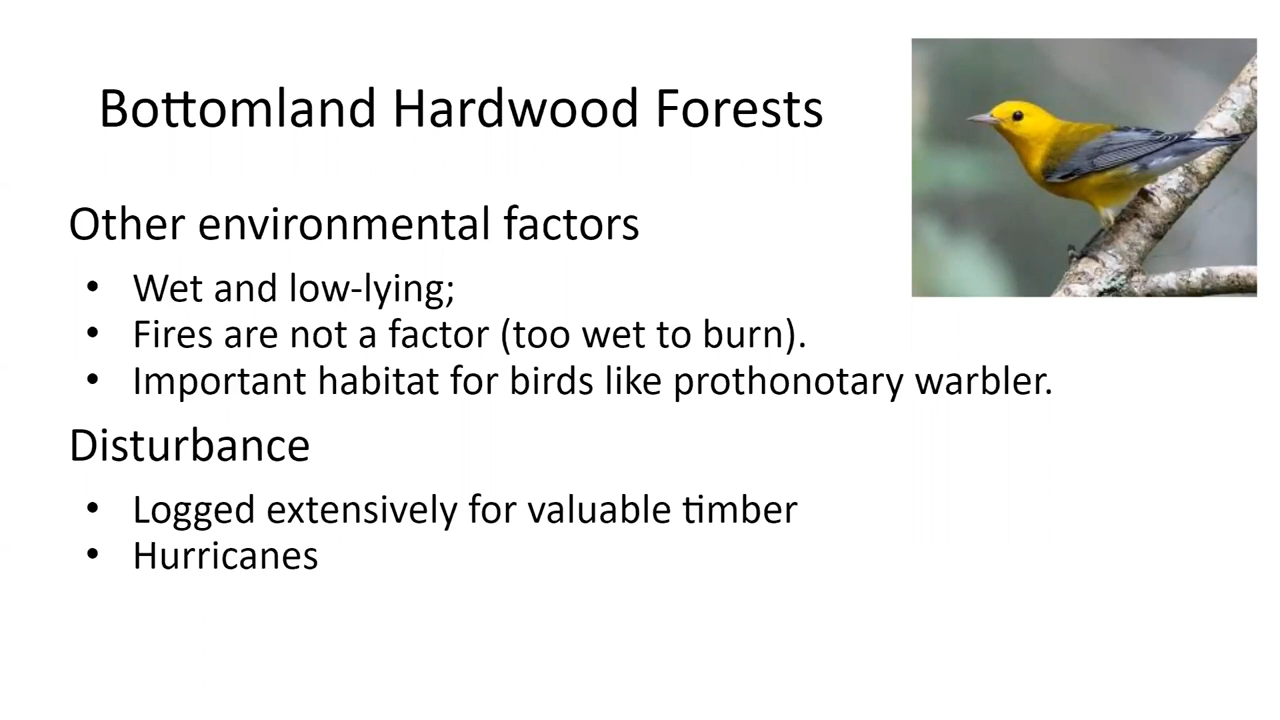 Bottomland Hardwood Forests
Other environmental factors
• Wet and low-lying;
• Fires are not a factor (too wet to burn).
• Important habitat for birds like prothonotary warbler.
Disturbance
• Logged extensively for valuable timber
• Hurricanes